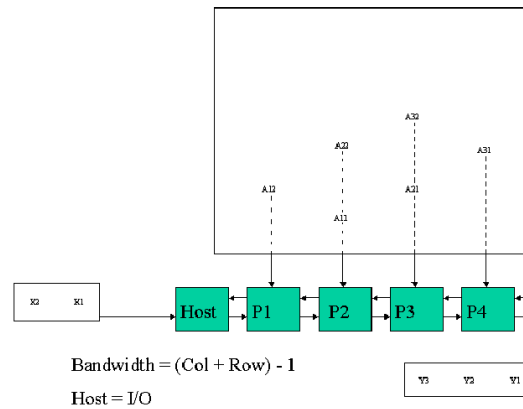 A32
A22
A31
A12
A21
A11
X2 X1
Host P1 P2 P3 P4
Bandwidth = (Col + Row) - 1
Host = I/O
Y3 Y2 Y1